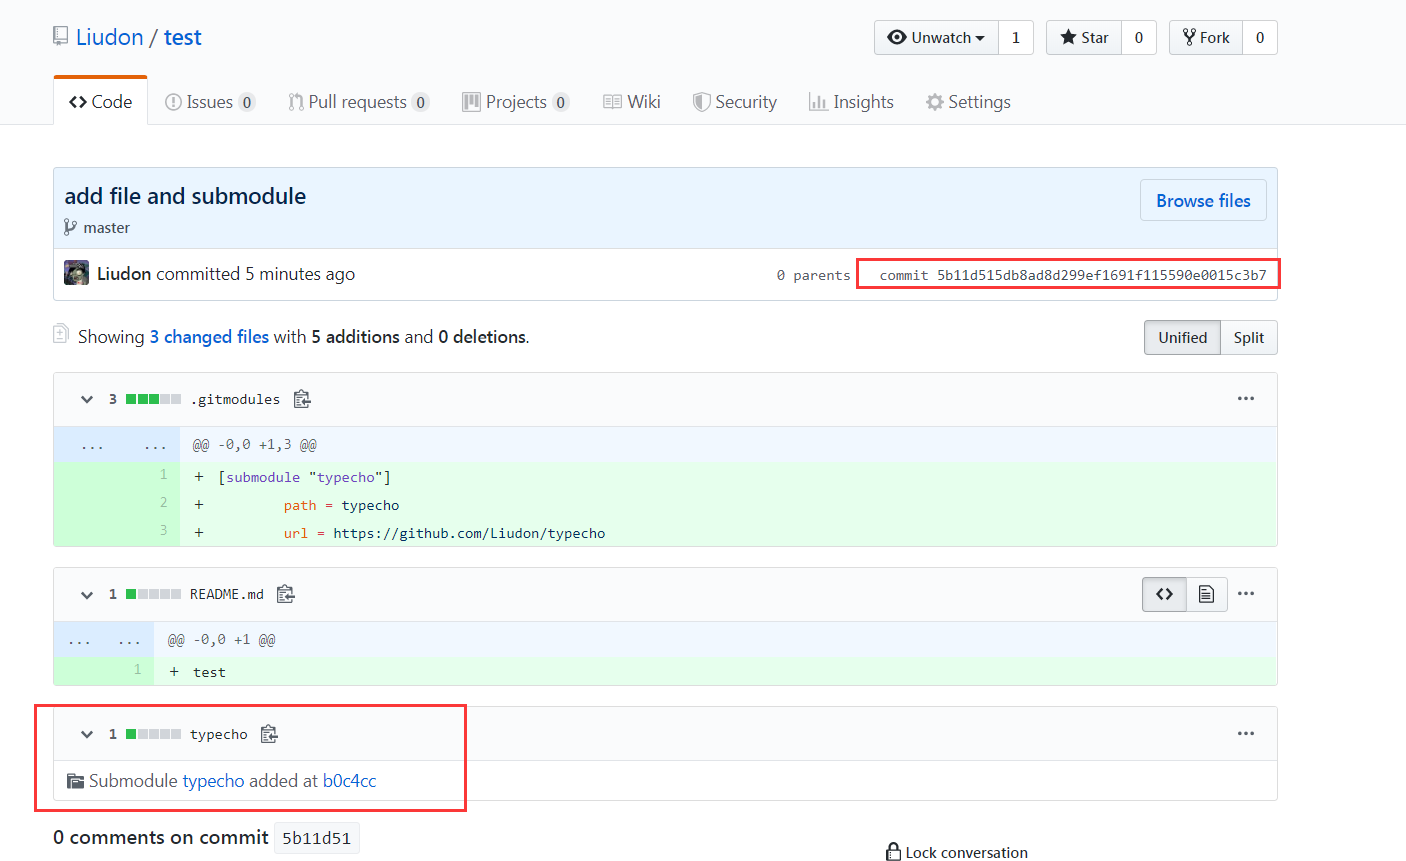 Liudon / test
Unwatch 1 Star 0 Fork 0
Code Issues 0 Pull requests 0 Projects 0 Wiki Security Insights Settings
add file and submodule
Browse files
master
Liudon committed 5 minutes ago
0 parents commit 5b11d515db8ad8d299ef1691f115590e0015c3b7
Showing 3 changed files with 5 additions and 0 deletions.
Unified Split
3 .gitmodules
... ... @@ -0,0 +1,3 @@
1 + [submodule "typecho"]
2 + path = typecho
3 + url = https://github.com/Liudon/typecho
1 README.md
... ... @@ -0,0 +1 @@
1 + test
1 typecho
Submodule typecho added at b0c4cc
0 comments on commit 5b11d51
Lock conversation